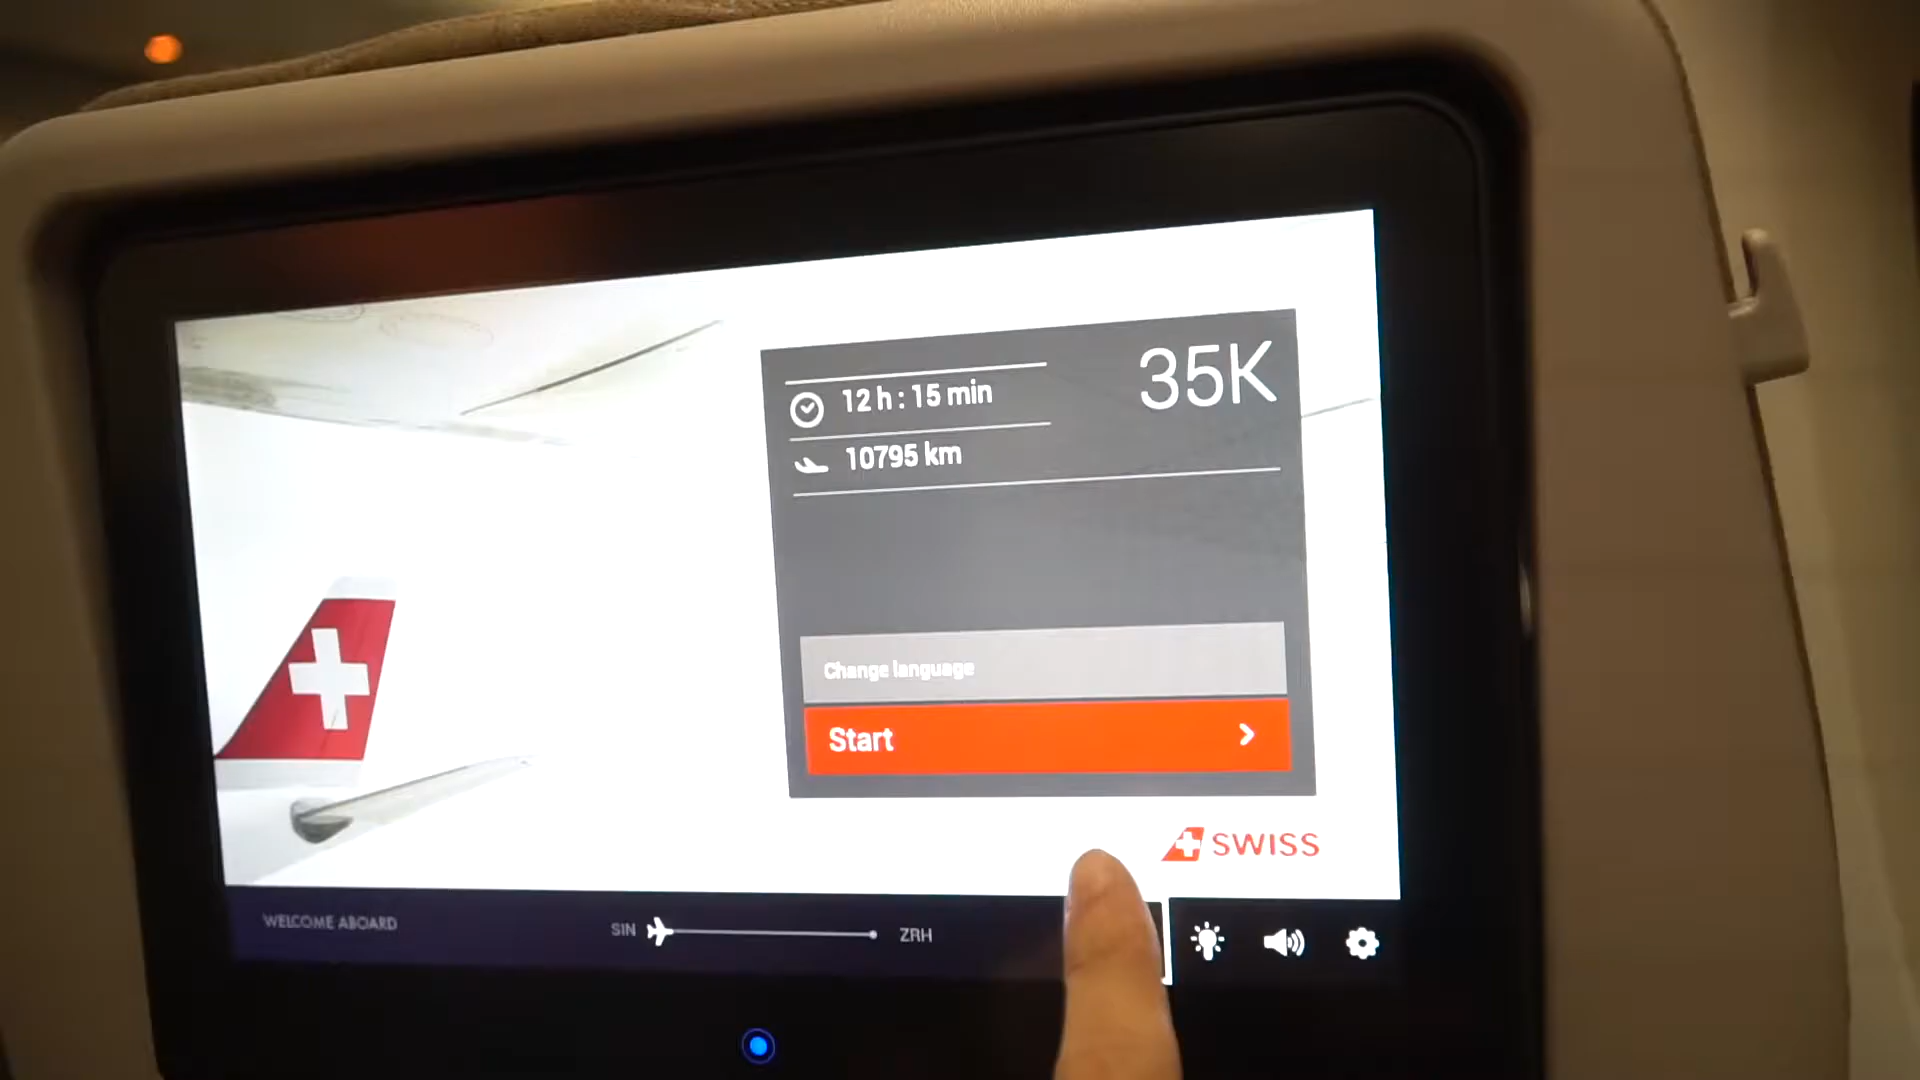 12 h : 15 min
35K
10795 km
Change language
Start
SWISS
WELCOME ABOARD
SIN
ZRH